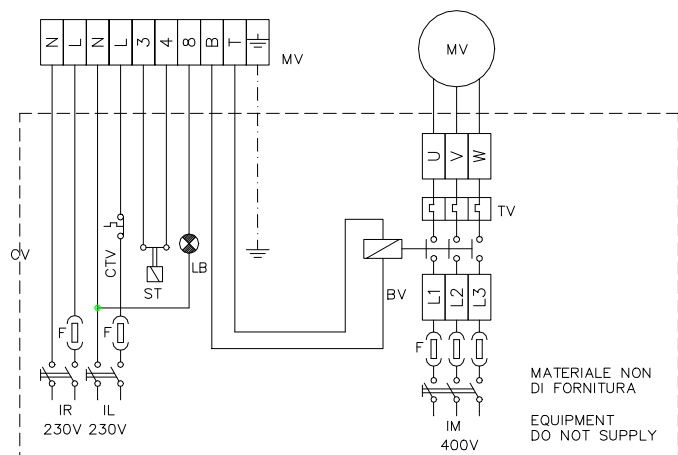 N L N L 3 4 8 B T
MV
MV
U V W
TV
CV
CTV
LB
ST
BV
L1 L2 L3
F
F
F
IR
230V
IL
230V
IM
400V
MATERIALE NON
DI FORNITURA
EQUIPMENT
DO NOT SUPPLY